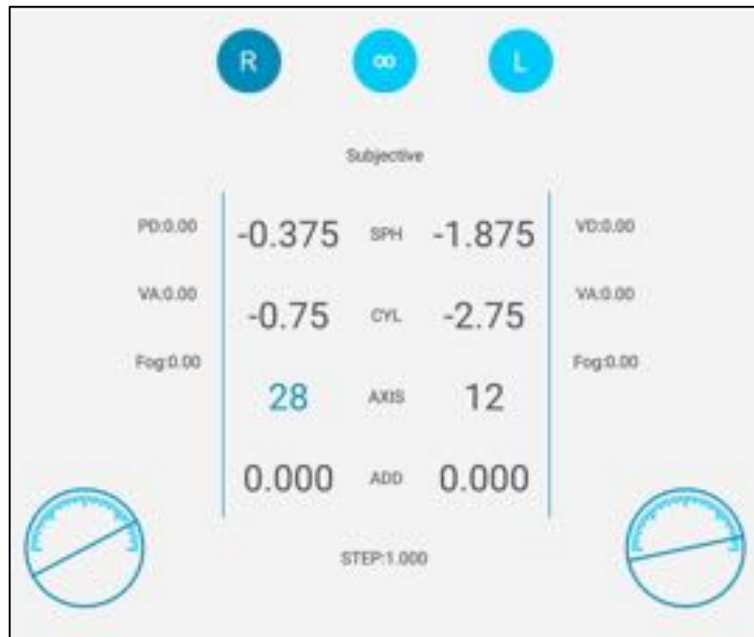 R ∞ L
Subjective
PD:0.00 -0.375 SPH -1.875 VD:0.00
VA:0.00 -0.75 CYL -2.75 VA:0.00
Fog:0.00 28 AXIS 12 Fog:0.00
0.000 ADD 0.000
STEP:1.000